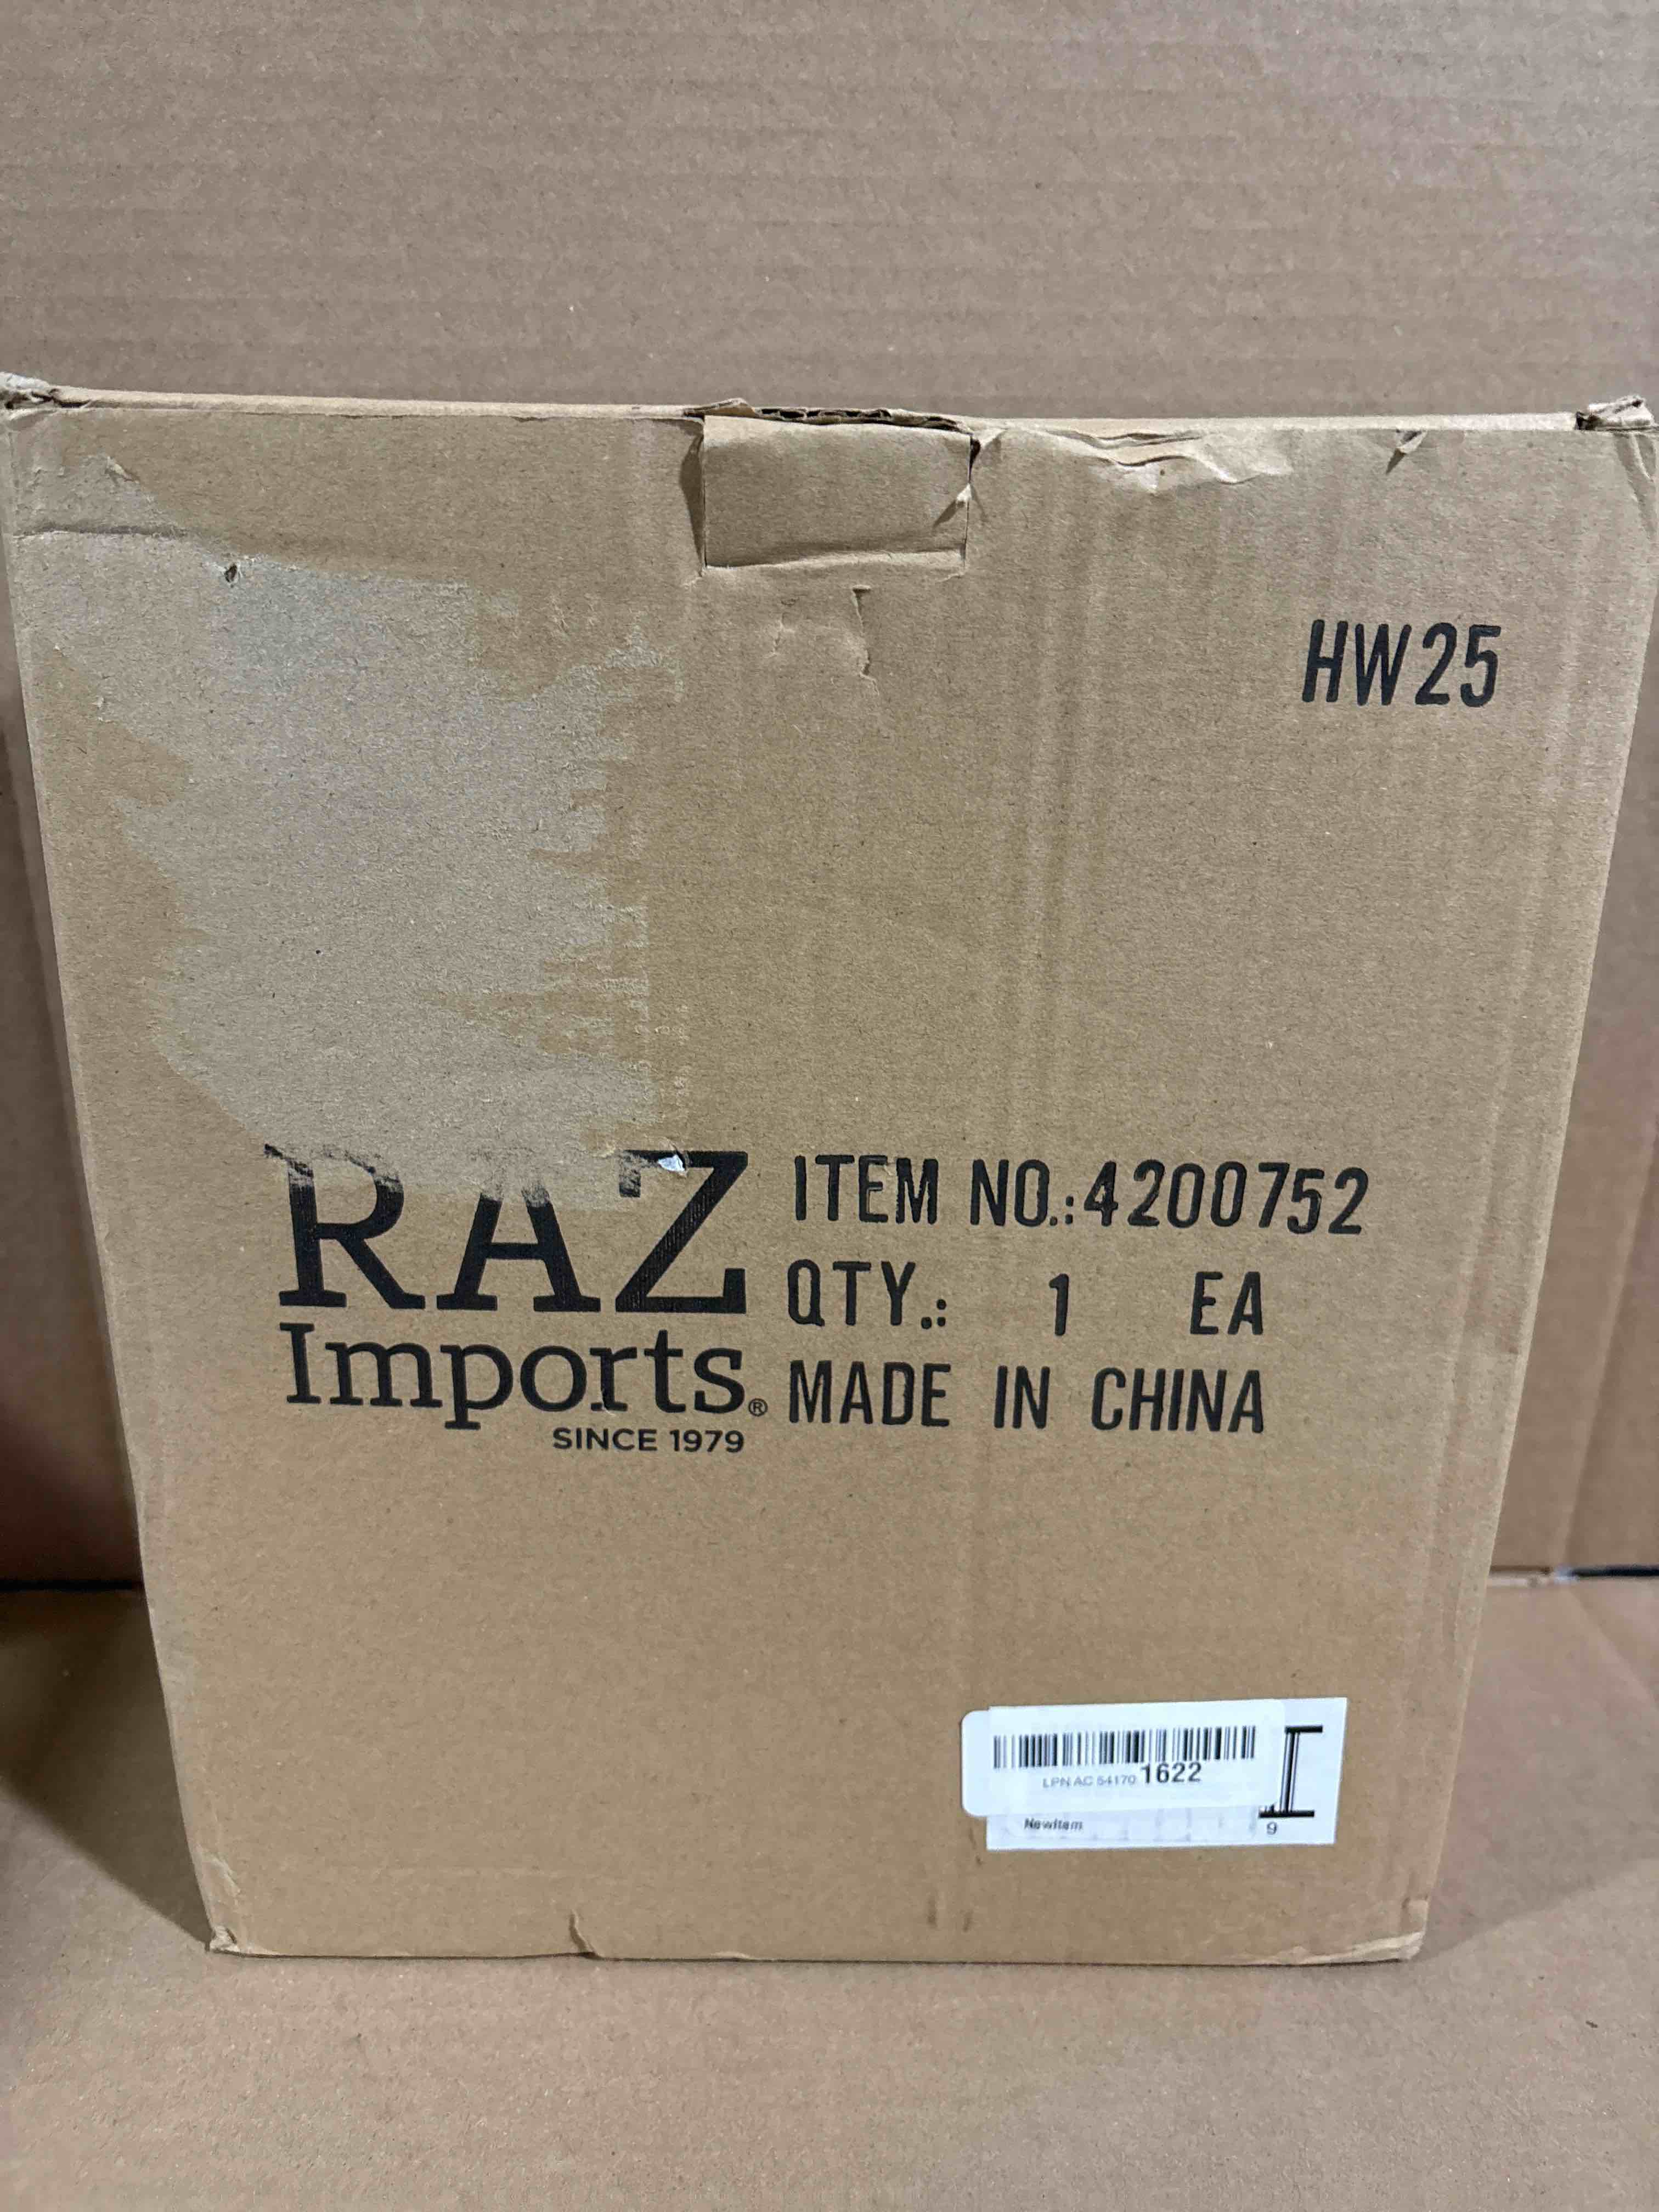 HW25
RAZ
Imports®
SINCE 1979
ITEM NO.:4200752
QTY.: 1 EA
MADE IN CHINA
LPN AC 54170 1622
NewItem
9